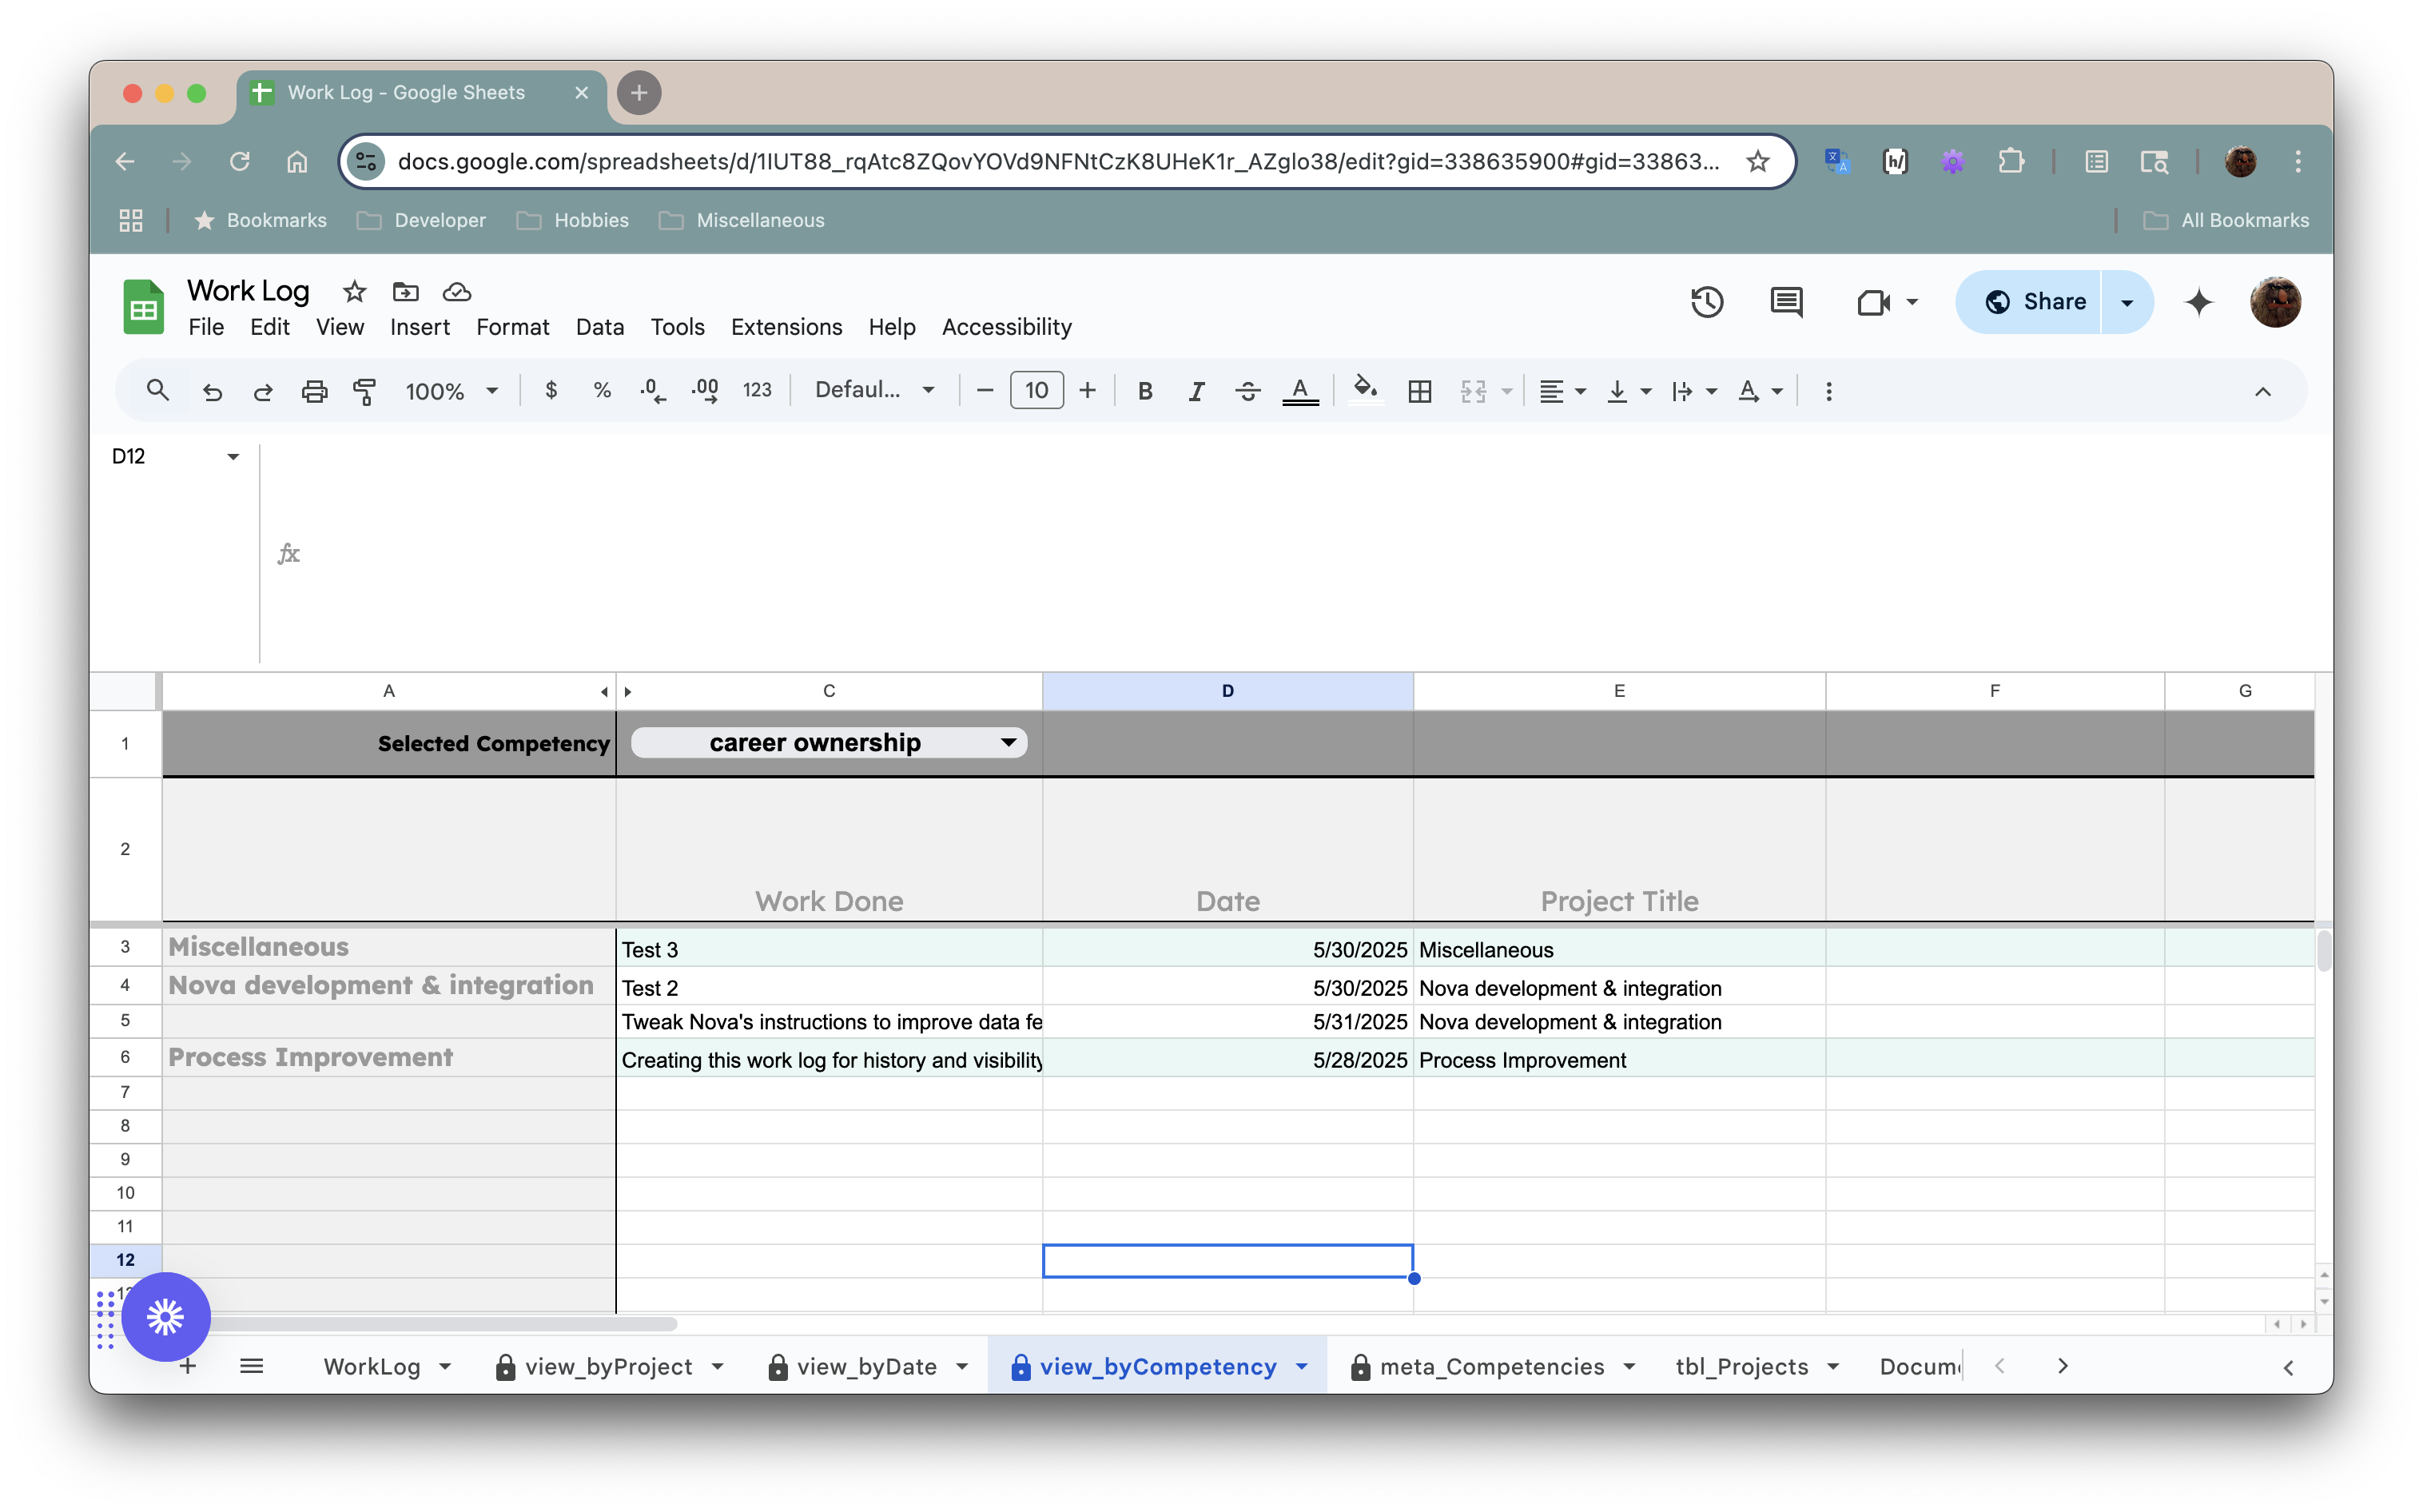 Work Log - Google Sheets
docs.google.com/spreadsheets/d/1IUT88_rqAtc8ZQovYOVd9NFNtCzK8UHeK1r_AZglo38/edit?gid=338635900#gid=33863...
Bookmarks Developer Hobbies Miscellaneous All Bookmarks
Work Log
File Edit View Insert Format Data Tools Extensions Help Accessibility
Share
100% $ % .0 .00 123 Defaul... 10 B I S A A
D12
fx
A C D E F G
1 Selected Competency career ownership
2 Work Done Date Project Title
3 Miscellaneous Test 3 5/30/2025 Miscellaneous
4 Nova development & integration Test 2 5/30/2025 Nova development & integration
5 Tweak Nova's instructions to improve data fe 5/31/2025 Nova development & integration
6 Process Improvement Creating this work log for history and visibility 5/28/2025 Process Improvement
7
8
9
10
11
12
WorkLog view_byProject view_byDate view_byCompetency meta_Competencies tbl_Projects Docum